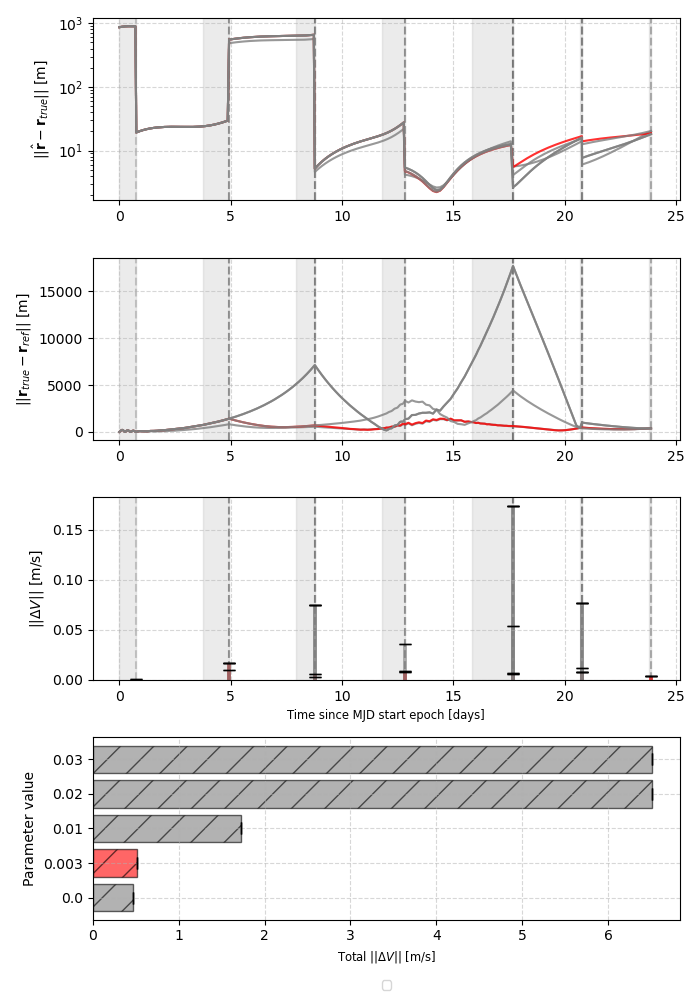 10³
10²
10¹
||r̂ − r_true|| [m]
0 5 10 15 20 25
15000
10000
5000
0
||r_true − r_ref|| [m]
0 5 10 15 20 25
0.15
0.10
0.05
0.00
||ΔV|| [m/s]
0 5 10 15 20 25
Time since MJD start epoch [days]
0.03
0.02
0.01
0.003
0.0
Parameter value
0 1 2 3 4 5 6
Total ||ΔV|| [m/s]